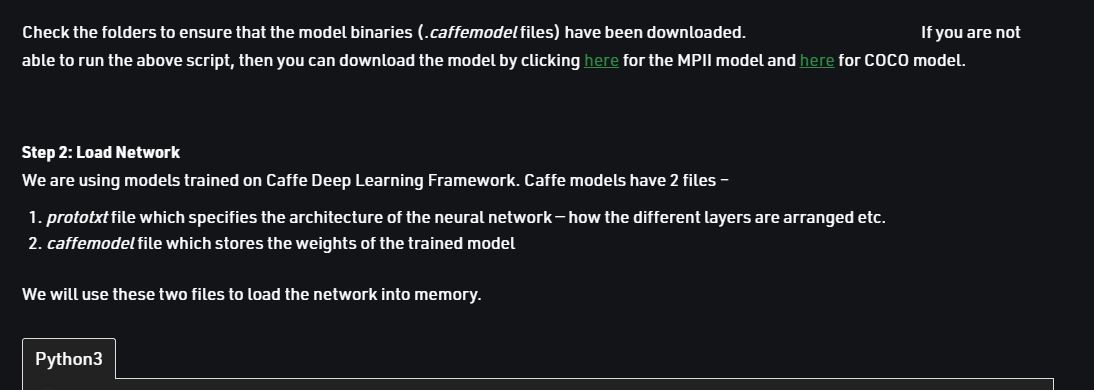 Check the folders to ensure that the model binaries (.caffemodel files) have been downloaded. If you are not
able to run the above script, then you can download the model by clicking here for the MPII model and here for COCO model.
Step 2: Load Network
We are using models trained on Caffe Deep Learning Framework. Caffe models have 2 files –
1. prototxt file which specifies the architecture of the neural network – how the different layers are arranged etc.
2. caffemodel file which stores the weights of the trained model
We will use these two files to load the network into memory.
Python3